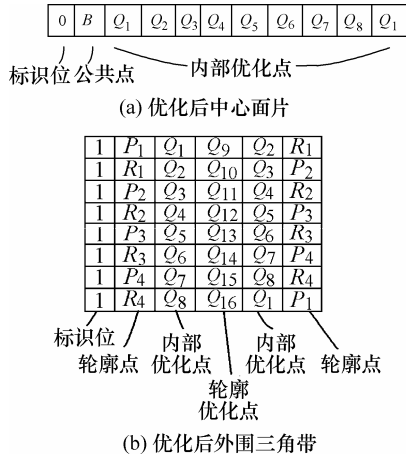 0 B Q1 Q2 Q3 Q4 Q5 Q6 Q7 Q8 Q1
标识位 公共点 内部优化点
(a) 优化后中心面片
1 P1 Q1 Q9 Q2 R1
1 R1 Q2 Q10 Q3 P2
1 P2 Q3 Q11 Q4 R2
1 R2 Q4 Q12 Q5 P3
1 P3 Q5 Q13 Q6 R3
1 R3 Q6 Q14 Q7 P4
1 P4 Q7 Q15 Q8 R4
1 R4 Q8 Q16 Q1 P1
标识位
轮廓点
内部
优化点
轮廓
优化点
内部
优化点
轮廓点
(b) 优化后外围三角带